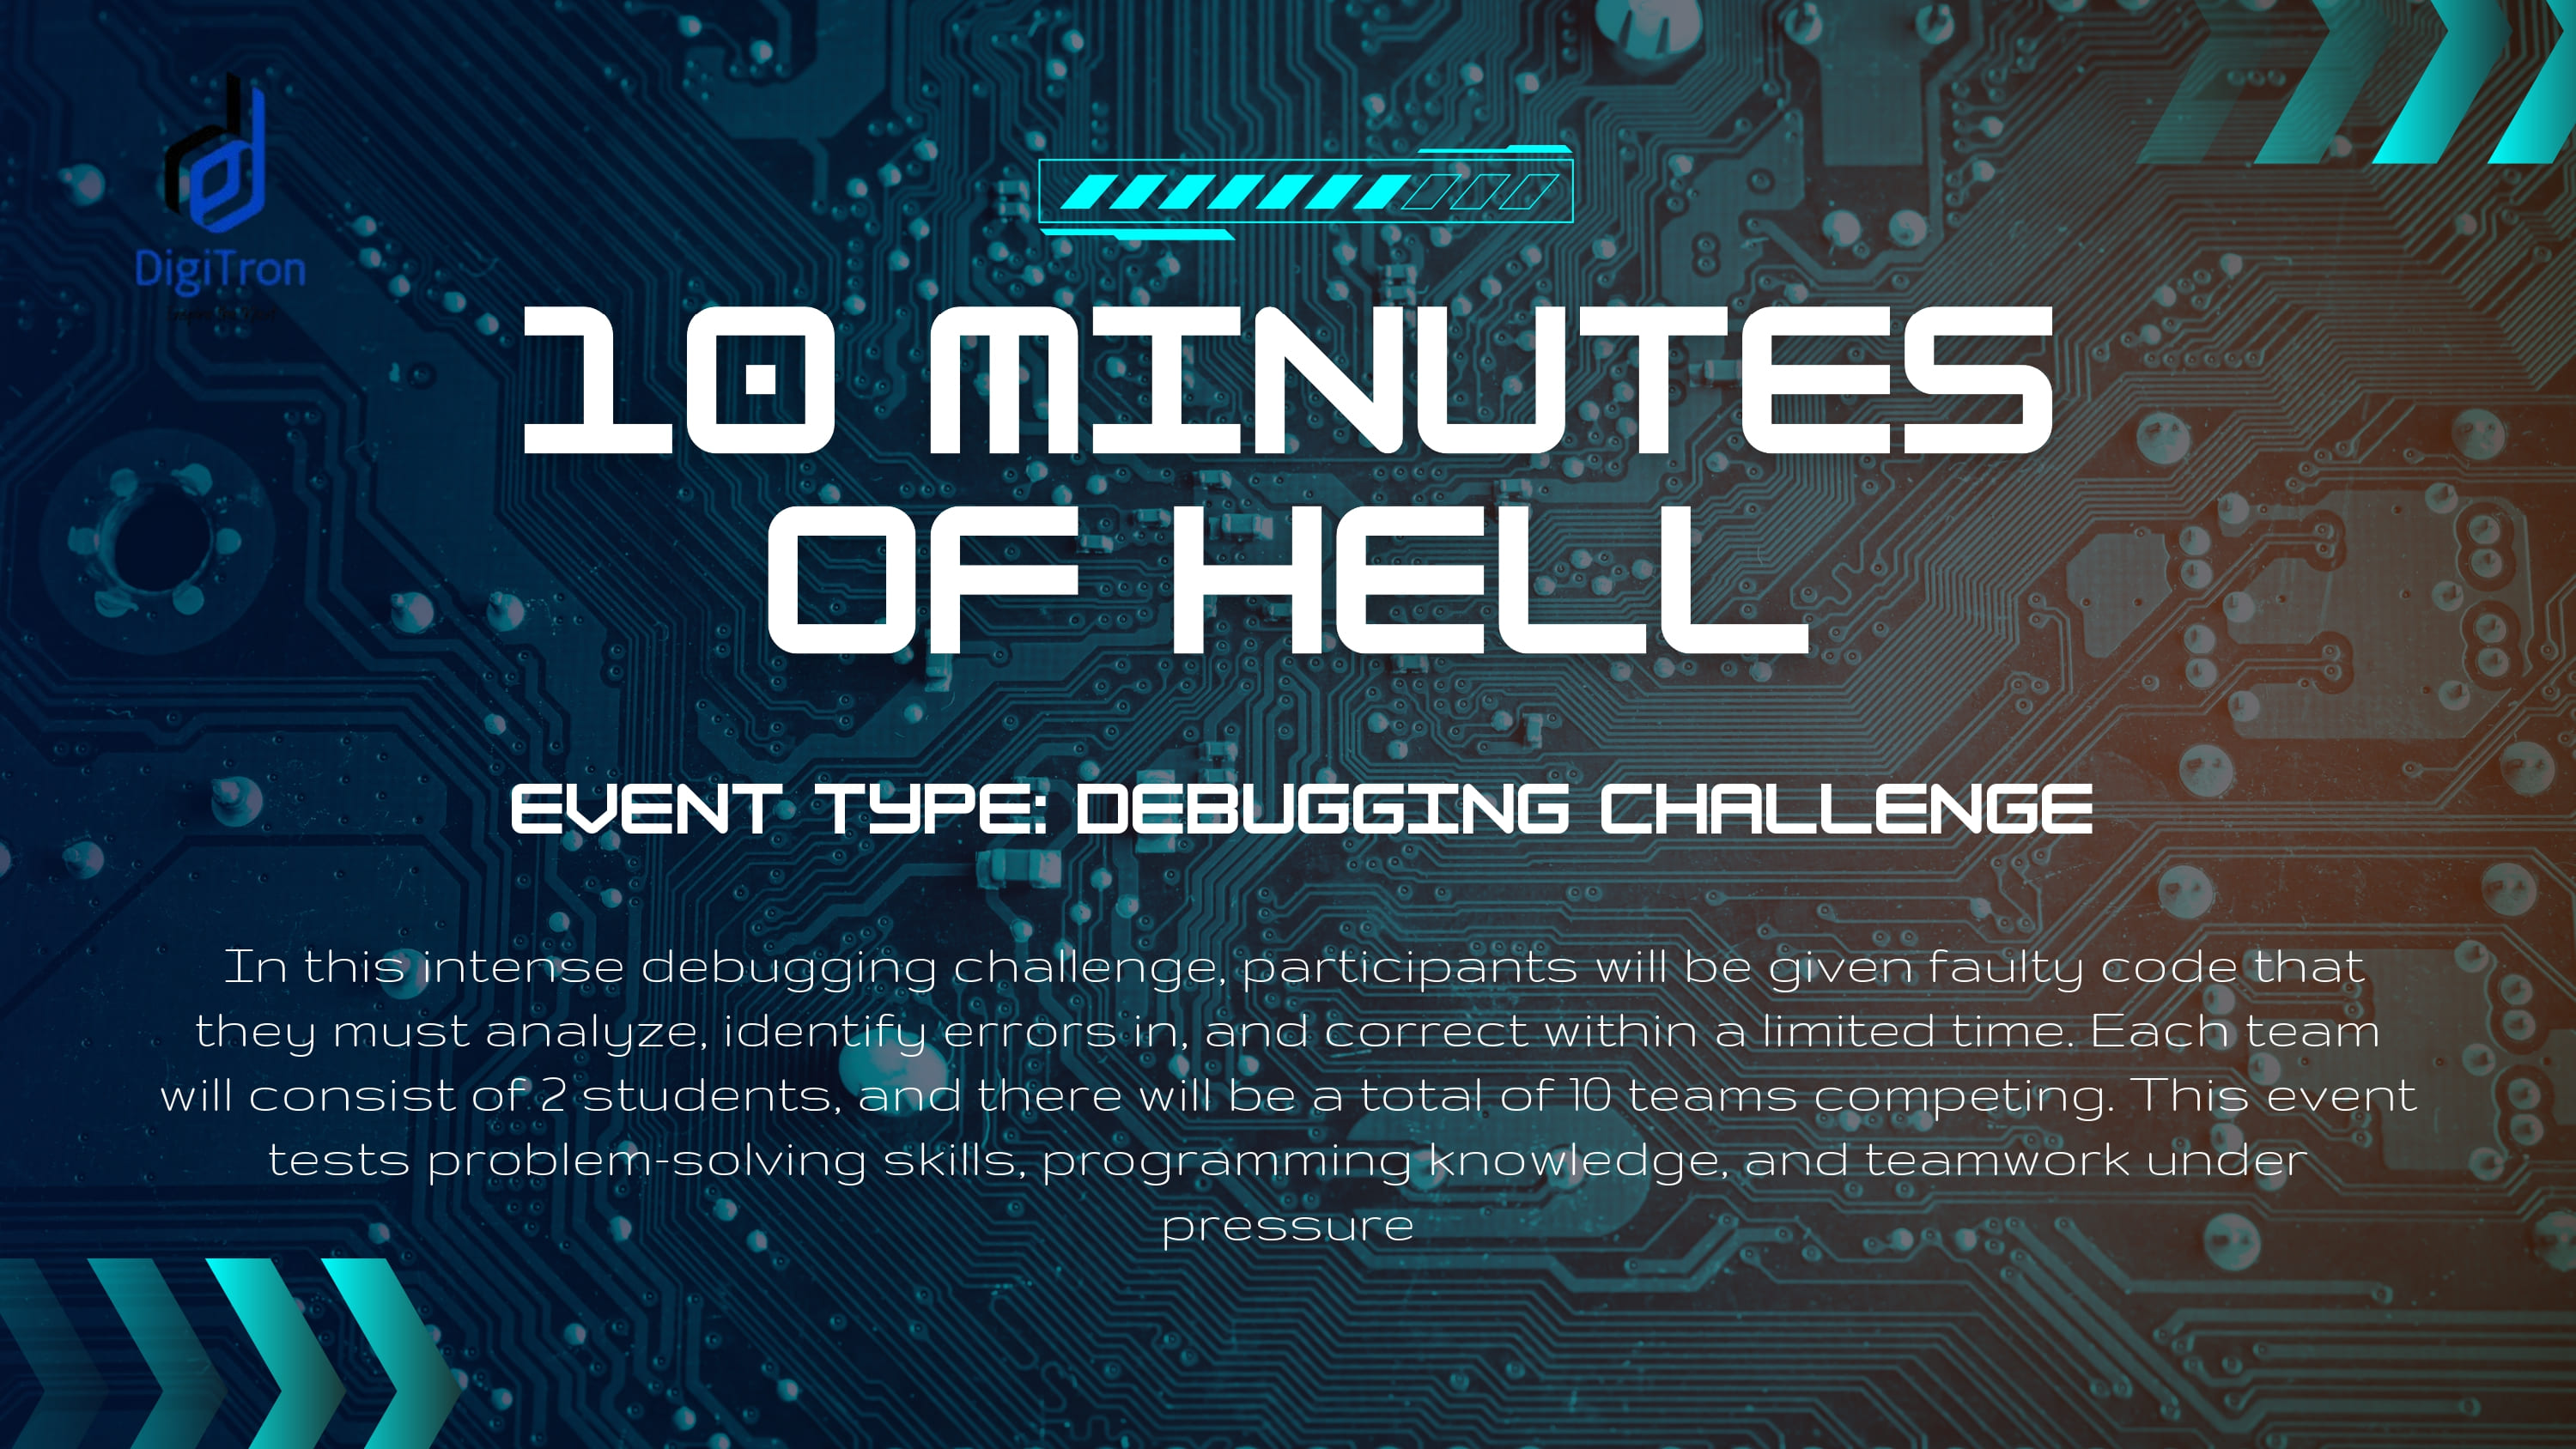 DigiTron
10 MINUTES
OF HELL
EVENT TYPE: DEBUGGING CHALLENGE
In this intense debugging challenge, participants will be given faulty code that
they must analyze, identify errors in, and correct within a limited time. Each team
will consist of 2 students, and there will be a total of 10 teams competing. This event
tests problem-solving skills, programming knowledge, and teamwork under
pressure